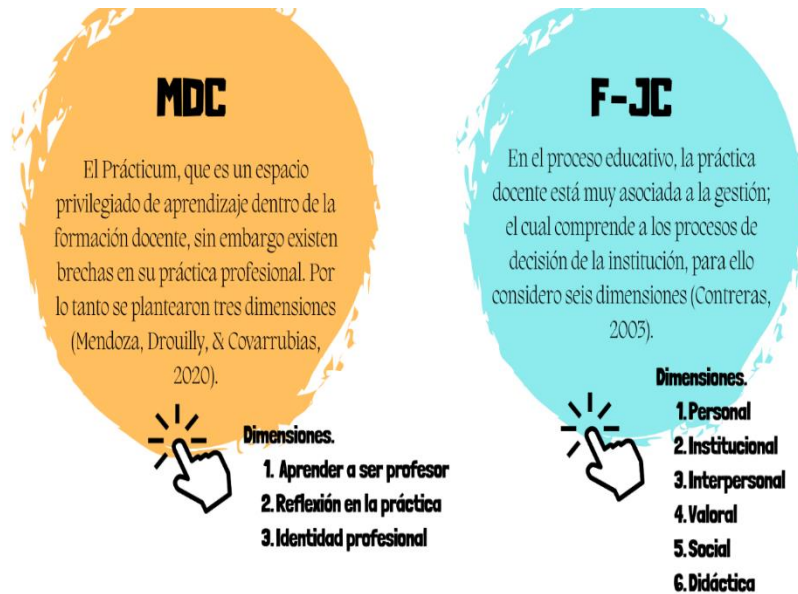 MDC
El Prácticum, que es un espacio
privilegiado de aprendizaje dentro de la
formación docente, sin embargo existen
brechas en su práctica profesional. Por
lo tanto se plantearon tres dimensiones
(Mendoza, Drouilly, & Covarrubias,
2020).
Dimensiones.
1. Aprender a ser profesor
2. Reflexión en la práctica
3. Identidad profesional
F-JC
En el proceso educativo, la práctica
docente está muy asociada a la gestión;
el cual comprende a los procesos de
decisión de la institución, para ello
considero seis dimensiones (Contreras,
2003).
Dimensiones.
1. Personal
2. Institucional
3. Interpersonal
4. Valoral
5. Social
6. Didáctica